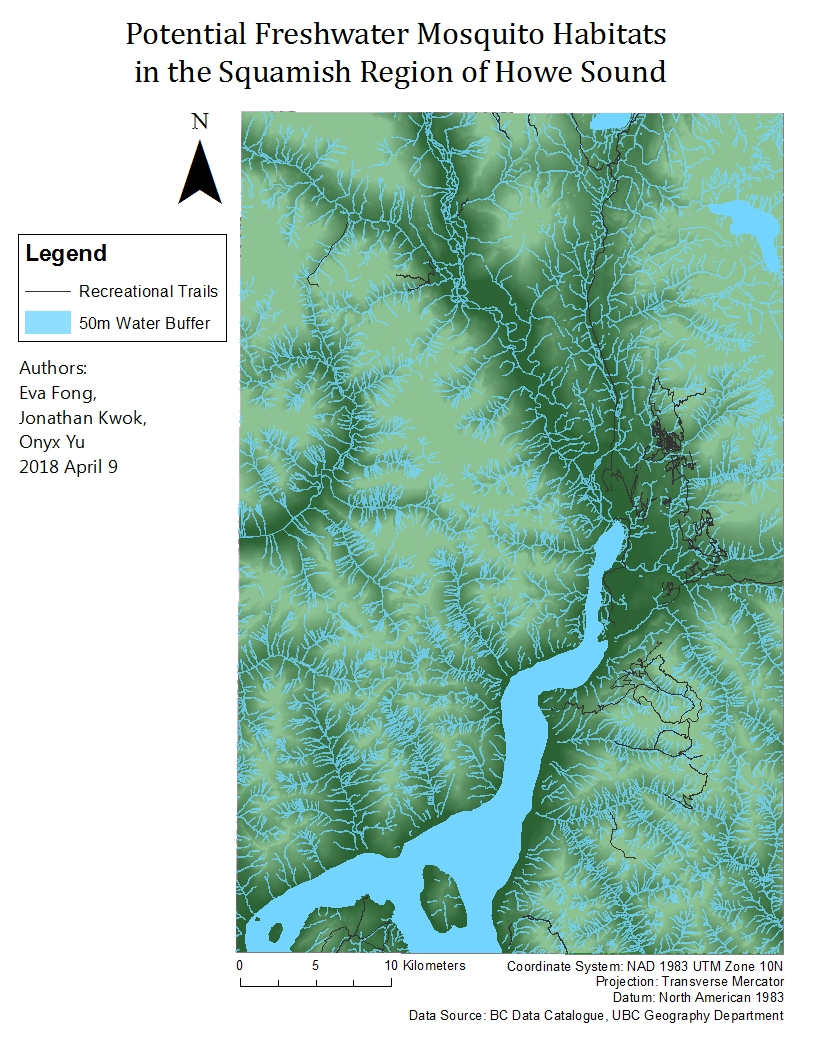 Potential Freshwater Mosquito Habitats
in the Squamish Region of Howe Sound
N
Legend
Recreational Trails
50m Water Buffer
Authors:
Eva Fong,
Jonathan Kwok,
Onyx Yu
2018 April 9
0 5 10 Kilometers
Coordinate System: NAD 1983 UTM Zone 10N
Projection: Transverse Mercator
Datum: North American 1983
Data Source: BC Data Catalogue, UBC Geography Department